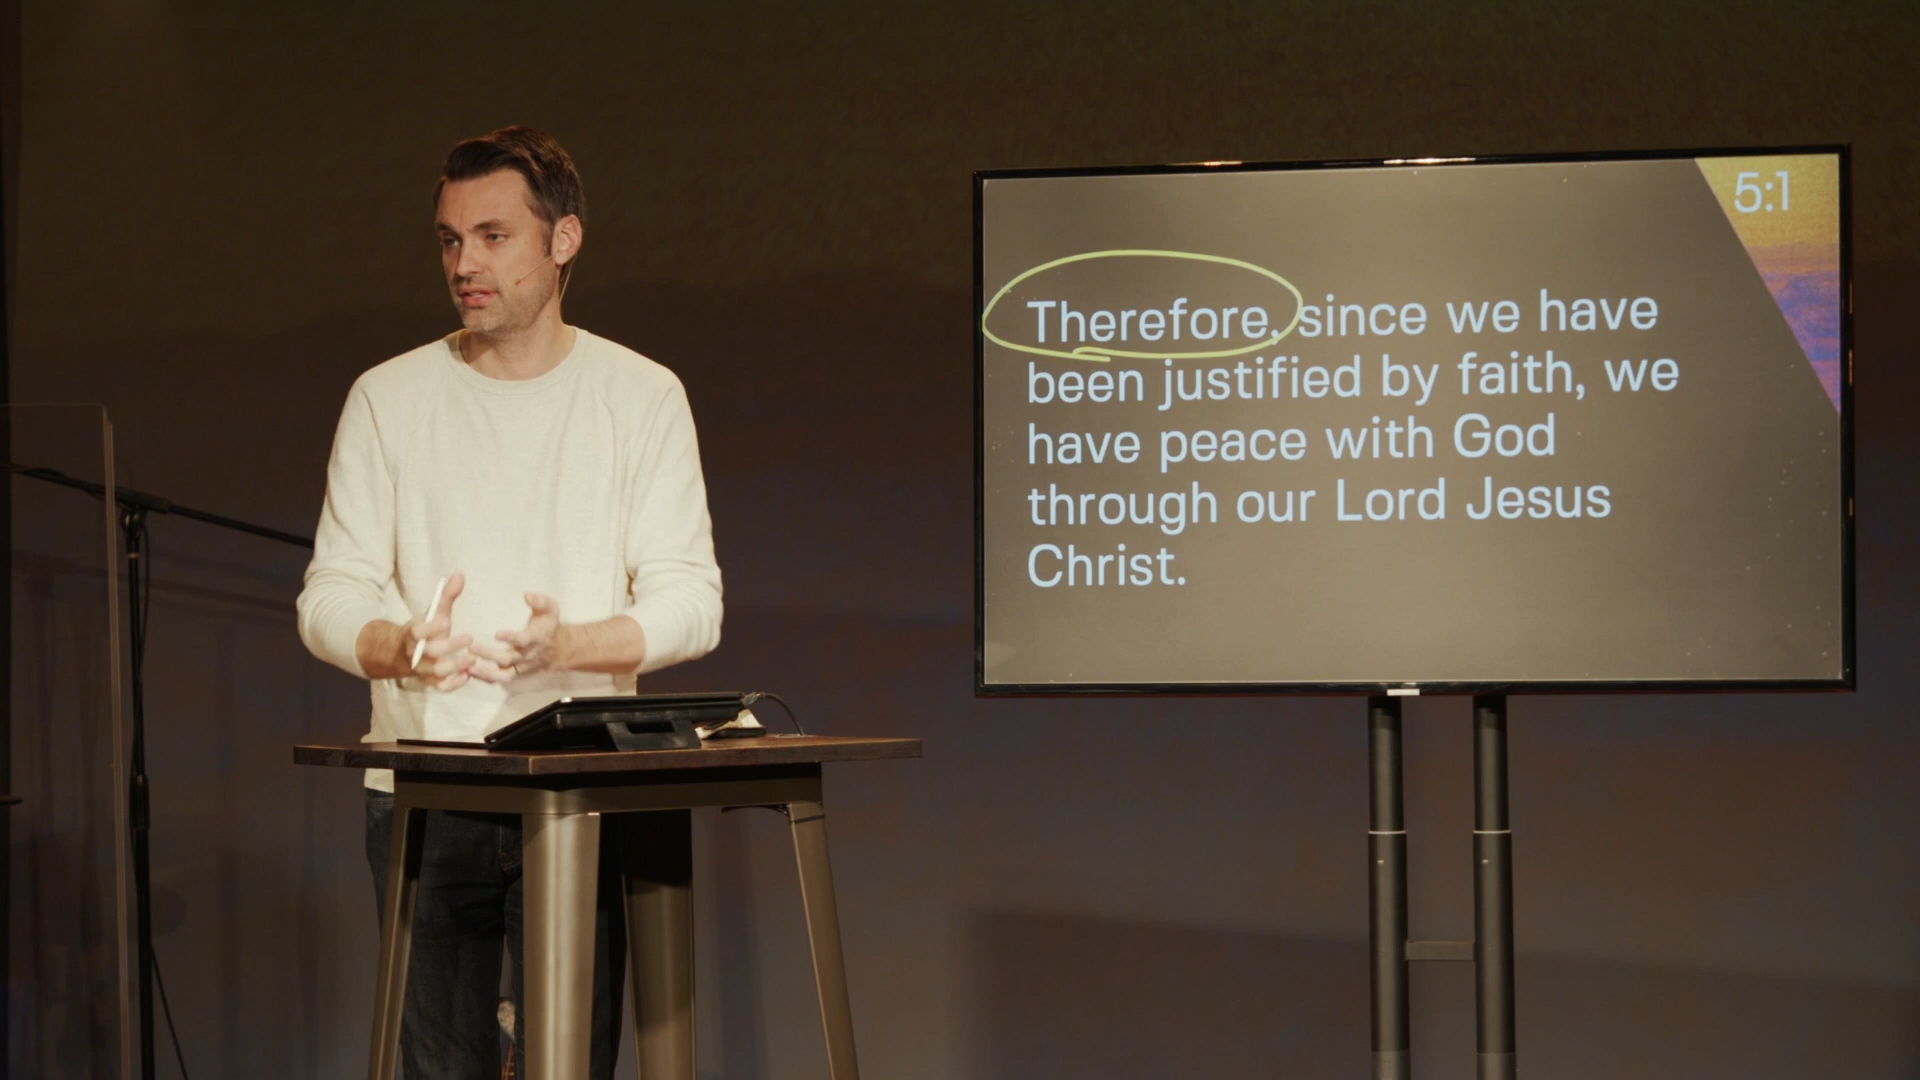 5:1
Therefore, since we have
been justified by faith, we
have peace with God
through our Lord Jesus
Christ.